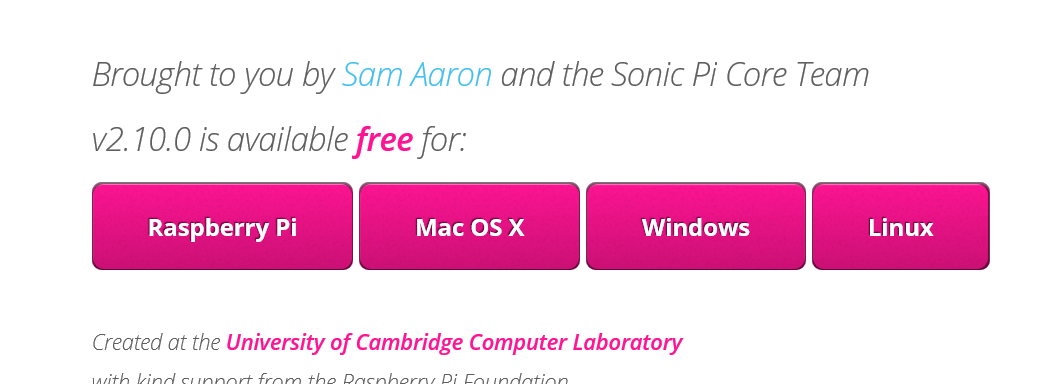 Brought to you by Sam Aaron and the Sonic Pi Core Team
v2.10.0 is available free for:
Raspberry Pi
Mac OS X
Windows
Linux
Created at the University of Cambridge Computer Laboratory
with kind support from the Raspberry Pi Foundation